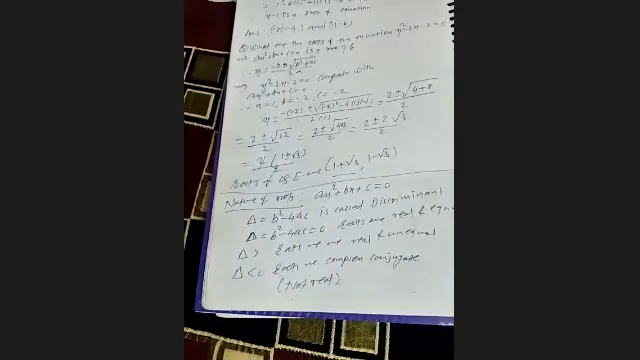 x=1 is a root of equation
Ans: (x-4) and (1-6)
Q) What are the roots of the equation x²-2x-2=0
ax²+bx+c=0
∴ x = -b±√b²-4ac / 2a
⇒ x²-2x-2=0 compare with
ax²+bx+c=0
∴ a=1, b=-2, c=-2
x = -(-2) ± √(-2)²-4(1)(-2) / 2(1) = 2±√4+8 / 2
= 2±√12 / 2 = 2±√4×3 / 2 = 2±2√3 / 2
= 2(1±√3) / 2
Roots of are (1+√3, 1-√3)
Nature of roots: ax²+bx+c=0
Δ = b²-4ac is called Discriminant.
Δ = b²-4ac=0 Roots are real & equ
Δ > Roots are real & unequal
Δ<0 Roots are complex conjugate
(Not real)